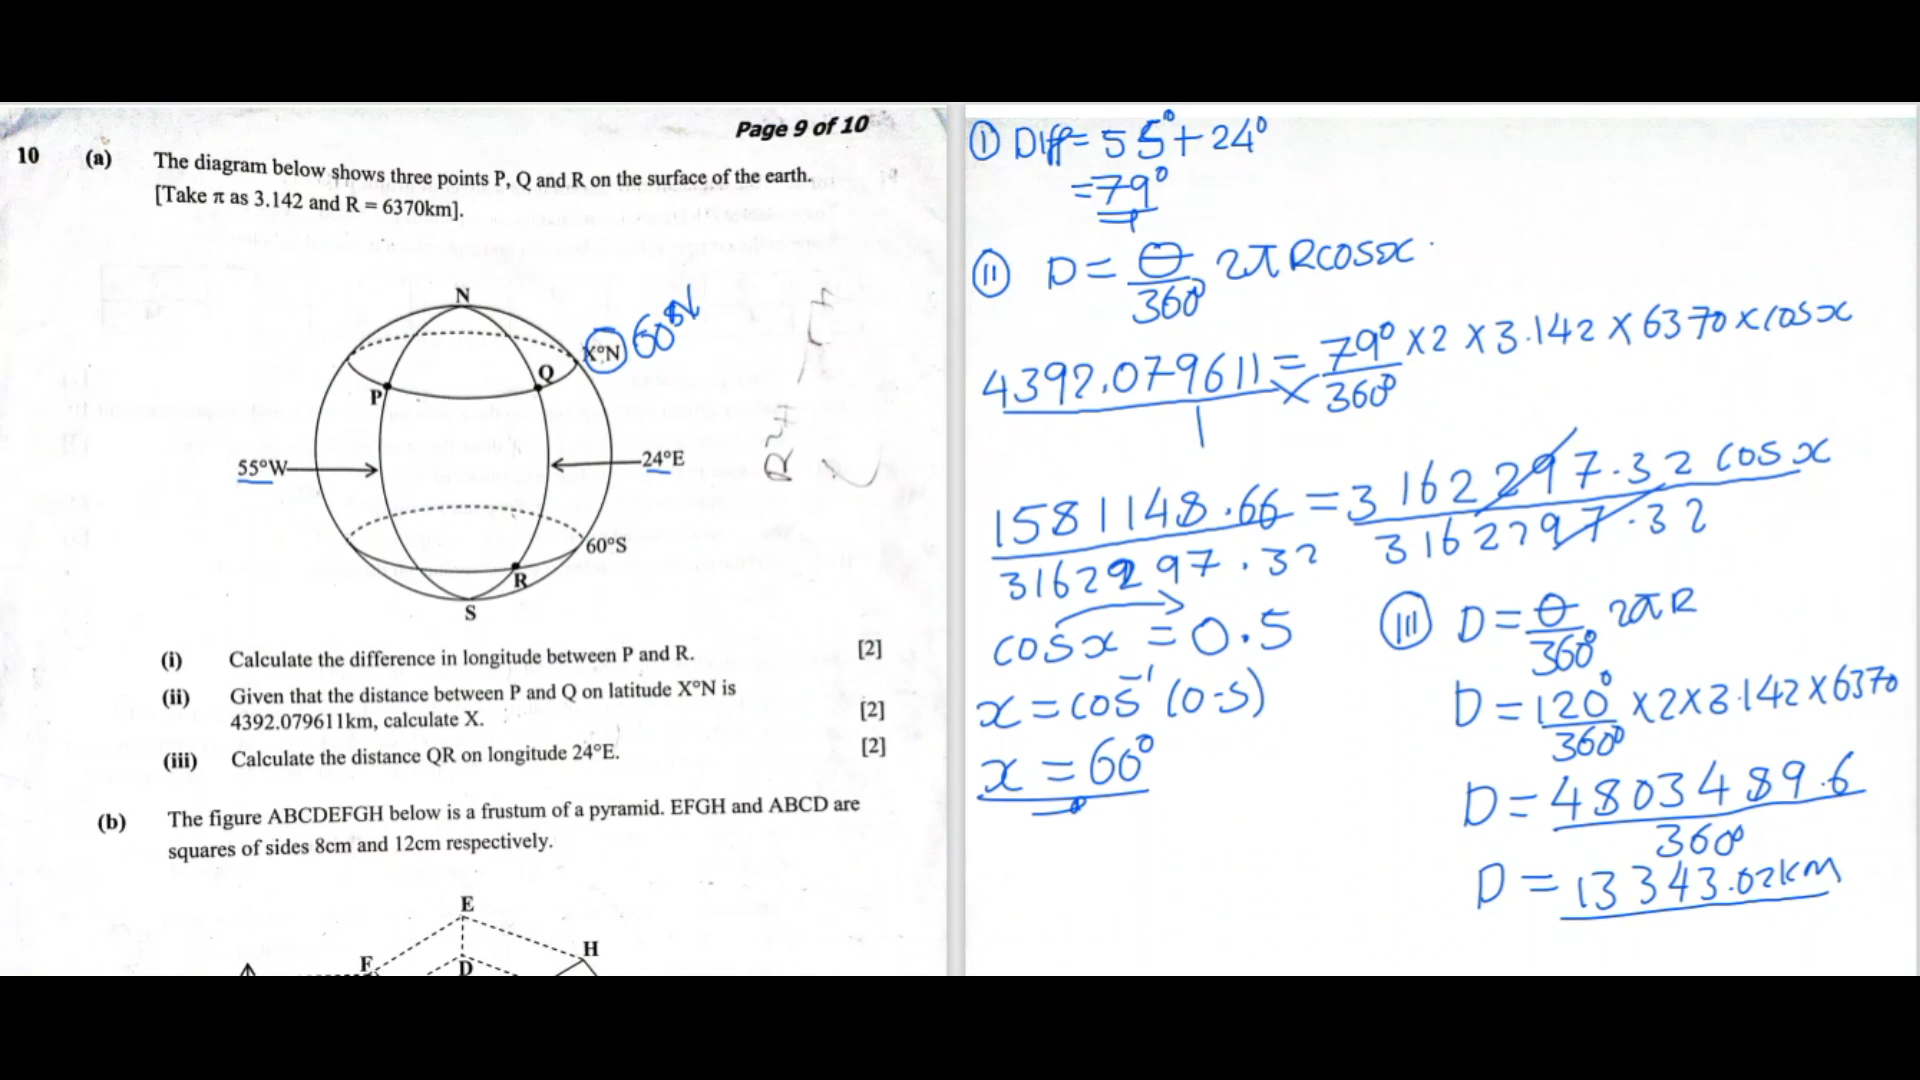 Page 9 of 10
10 (a) The diagram below shows three points P, Q and R on the surface of the earth.
[Take π as 3.142 and R = 6370km].
N
X°N 60°N
Q
P
55°W
24°E
60°S
R
S
(i) Calculate the difference in longitude between P and R. [2]
(ii) Given that the distance between P and Q on latitude X°N is
4392.079611km, calculate X. [2]
(iii) Calculate the distance QR on longitude 24°E. [2]
(b) The figure ABCDEFGH below is a frustum of a pyramid. EFGH and ABCD are
squares of sides 8cm and 12cm respectively.
E
H
F
D
(i) Diff = 55° + 24°
= 79°
(ii) D = θ/360° 2πRcosx
4392.079611/1 = 79°/360° × 2 × 3.142 × 6370 × cosx
1581148.66/3162297.32 = 3162297.32 cosx/3162297.32
cosx = 0.5
x = cos⁻¹(0.5)
x = 60°
(iii) D = θ/360° 2πR
D = 120°/360° × 2 × 3.142 × 6370
D = 4803489.6/360°
D = 13343.02km